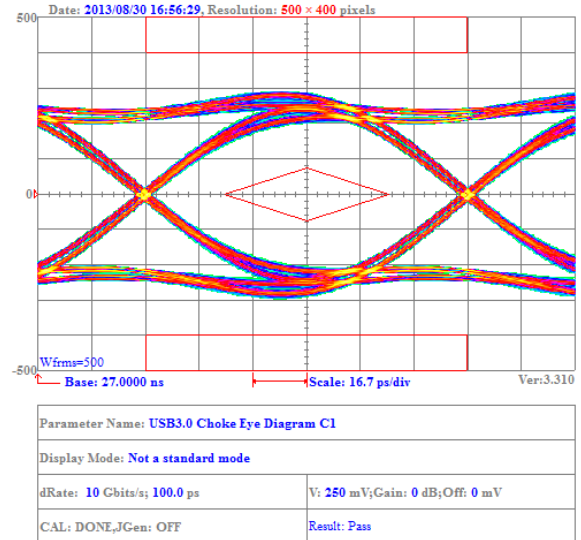 Date: 2013/08/30 16:56:29, Resolution: 500 × 400 pixels
500
0
-500
Wfrms=500
Base: 27.0000 ns
Scale: 16.7 ps/div
Ver:3.310
Parameter Name: USB3.0 Choke Eye Diagram C1
Display Mode: Not a standard mode
dRate: 10 Gbits/s; 100.0 ps
V: 250 mV;Gain: 0 dB;Off: 0 mV
CAL: DONE,JGen: OFF
Result: Pass